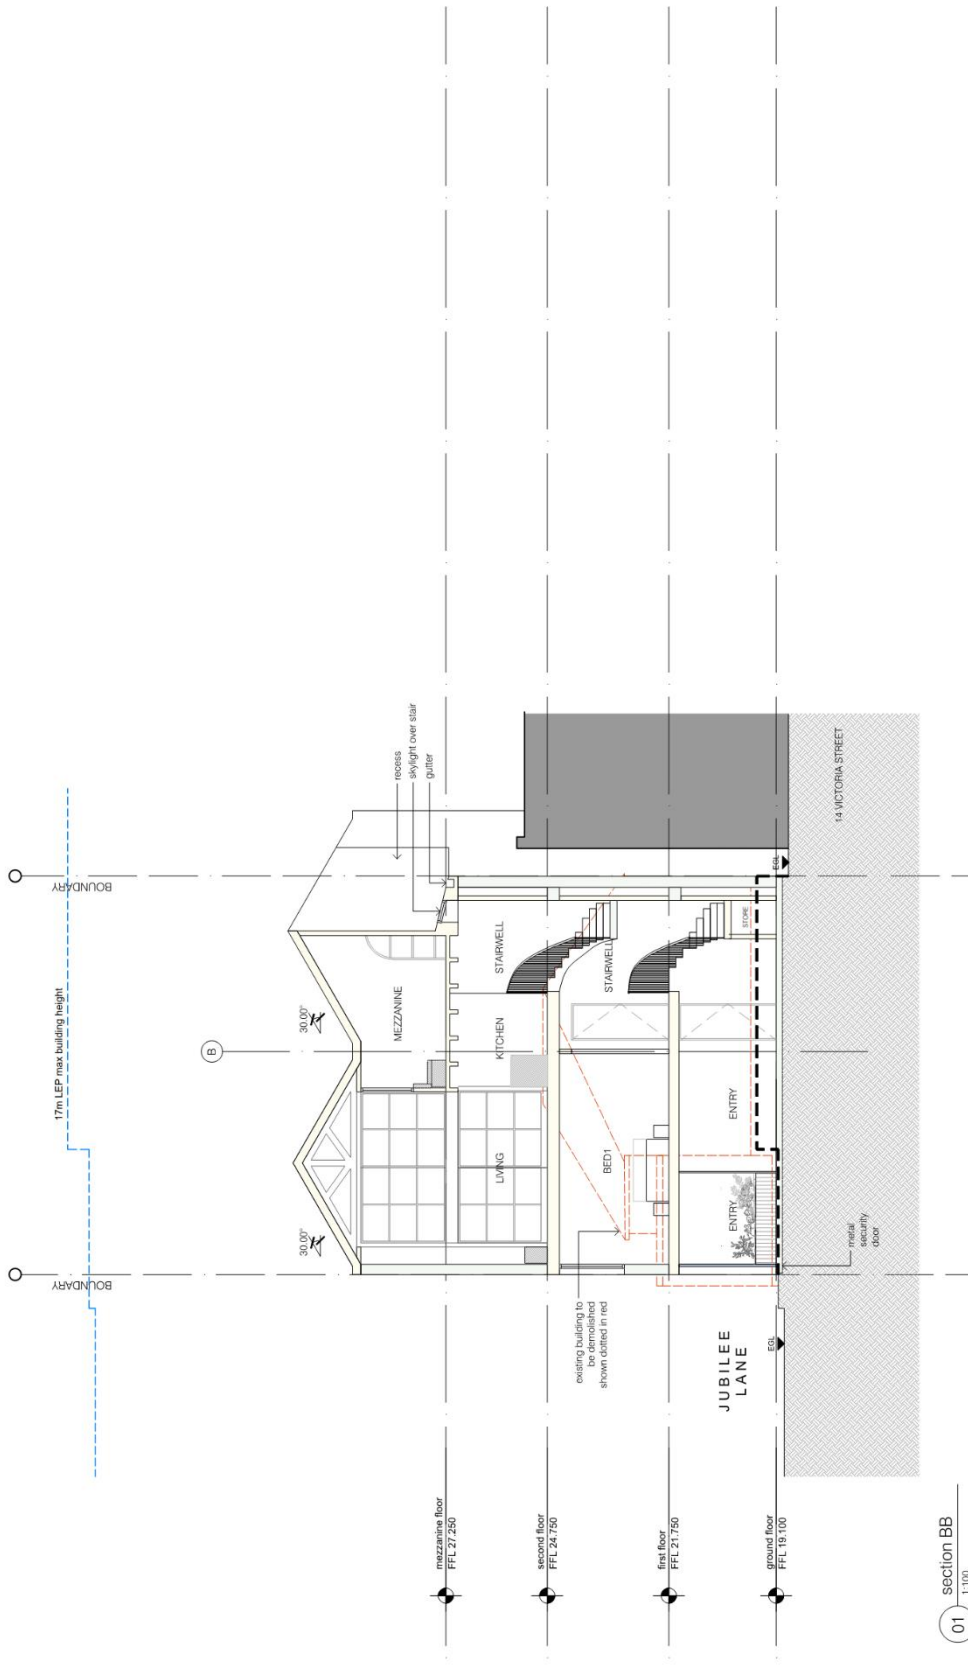 17m LEP max building height
BOUNDARY
BOUNDARY
B
30.00°
30.00°
recess
skylight over stair
gutter
MEZZANINE
STAIRWELL
KITCHEN
LIVING
STAIRWELL
BED1
STORE
ENTRY
ENTRY
existing building to
be demolished
shown dotted in red
JUBILEE
LANE
EGL
EGL
metal
security
door
14 VICTORIA STREET
mezzanine floor
FFL 27.250
second floor
FFL 24.750
first floor
FFL 21.750
ground floor
FFL 19.100
01
section BB
1:100